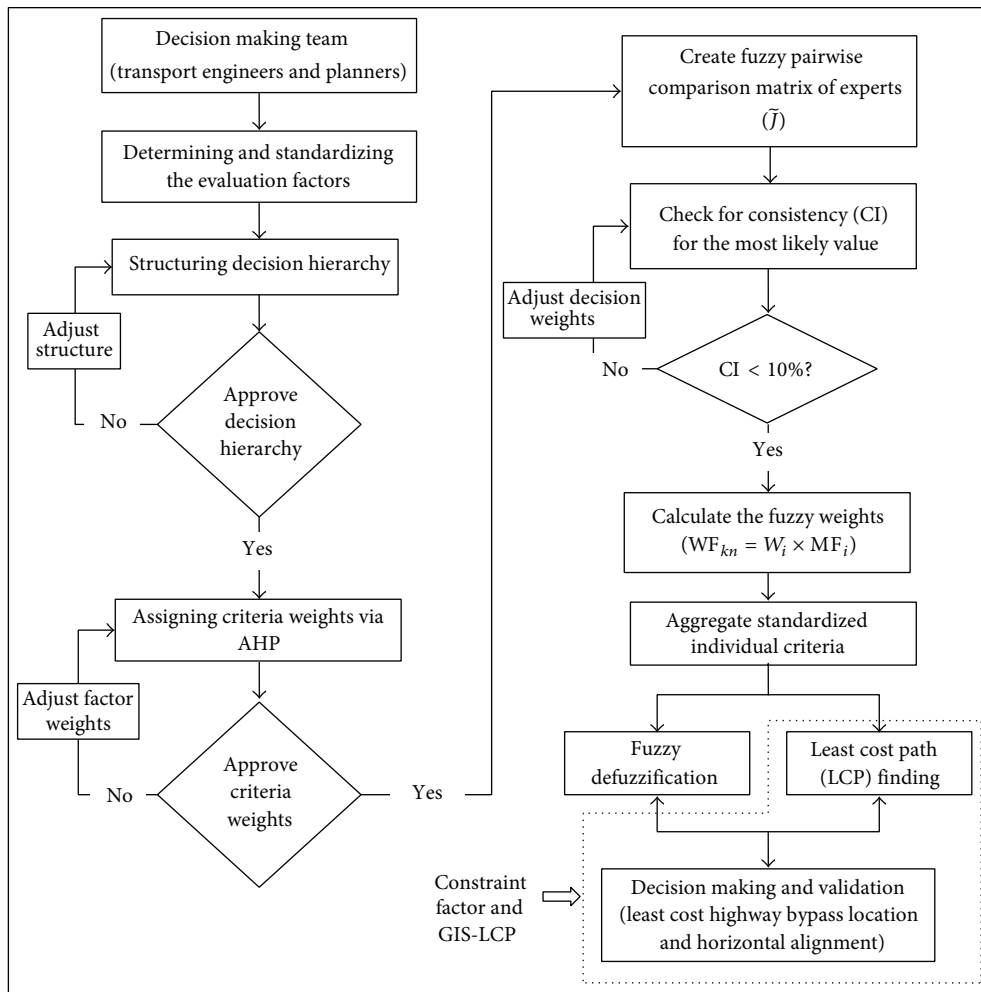 Decision making team
(transport engineers and planners)
Determining and standardizing
the evaluation factors
Structuring decision hierarchy
Adjust
structure
No
Approve
decision
hierarchy
Yes
Assigning criteria weights via
AHP
Adjust factor
weights
No
Approve
criteria
weights
Yes
Create fuzzy pairwise
comparison matrix of experts
(J̃)
Check for consistency (CI)
for the most likely value
Adjust decision
weights
No
CI < 10%?
Yes
Calculate the fuzzy weights
(WF_{kn} = W_i × MF_i)
Aggregate standardized
individual criteria
Fuzzy
defuzzification
Least cost path
(LCP) finding
Constraint
factor and
GIS-LCP
Decision making and validation
(least cost highway bypass location
and horizontal alignment)